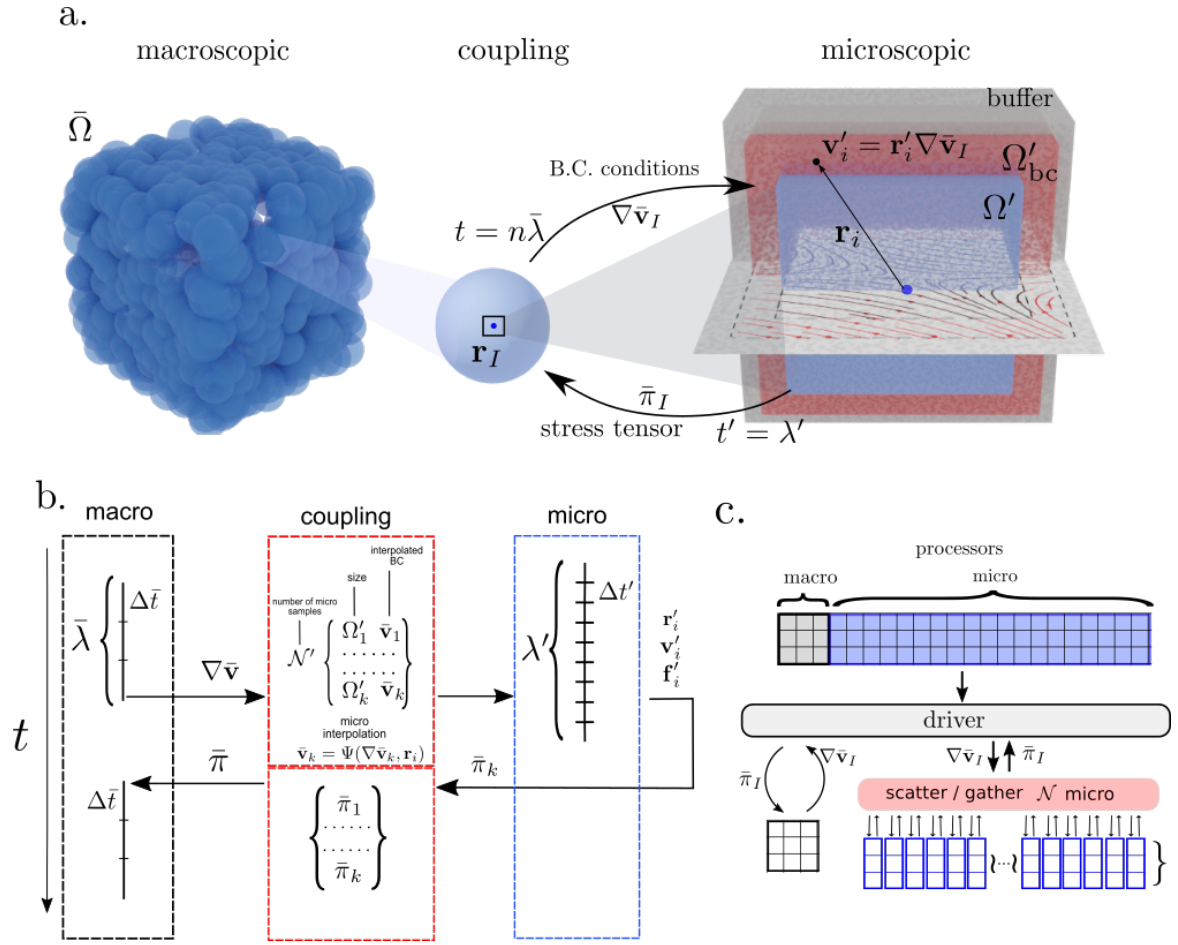 a.
macroscopic
coupling
microscopic
Ω̄
buffer
v′ᵢ = r′ᵢ∇v̄_I
Ω′_bc
Ω′
rᵢ
B.C. conditions
∇v̄_I
t = nλ̄
r_I
π̄_I
stress tensor
t′ = λ′
b.
macro
coupling
micro
interpolated
BC
size
number of micro
samples
Δt̄
λ̄
𝒩′
Ω′₁ v̄₁
. . . . . .
. . . . . .
Ω′ₖ v̄ₖ
Δt′
λ′
r′ᵢ
v′ᵢ
f′ᵢ
∇v̄
micro
interpolation
v̄ₖ = Ψ(∇v̄ₖ, rᵢ)
t
π̄
π̄ₖ
Δt̄
π̄₁
. . . . . .
. . . . . .
π̄ₖ
c.
processors
macro
micro
driver
π̄_I
∇v̄_I
∇v̄_I
π̄_I
scatter / gather 𝒩 micro
...